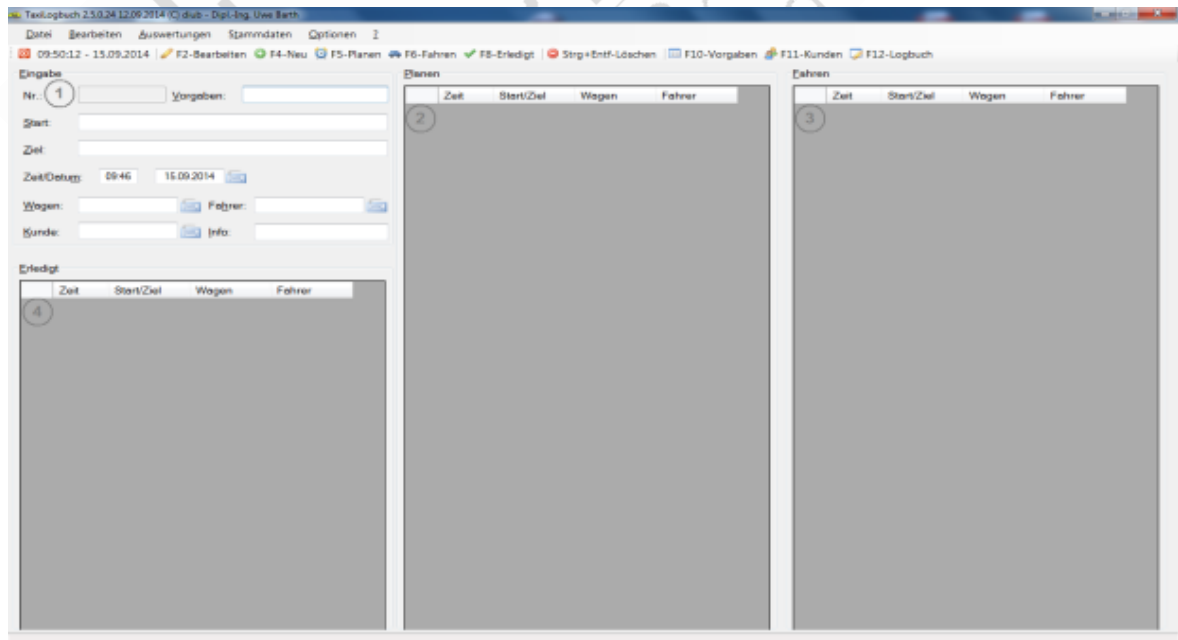 TaxiLogbuch 2.5.0.24 12.09.2014 (C) diub - Dipl.-Ing. Uwe Barth
Datei Bearbeiten Auswertungen Stammdaten Optionen ?
09:50:12 - 15.09.2014 F2-Bearbeiten F4-Neu F5-Planen F6-Fahren F8-Erledigt Strg+Entf-Löschen F10-Vorgaben F11-Kunden F12-Logbuch
Eingabe
Nr.: 1 Vorgaben:
Start:
Ziel:
Zeit/Datum: 09:46 15.09.2014
Wagen: Fahrer:
Kunde: Info:
Erledigt
Zeit Start/Ziel Wagen Fahrer
4
Planen
Zeit Start/Ziel Wagen Fahrer
2
Fahren
Zeit Start/Ziel Wagen Fahrer
3